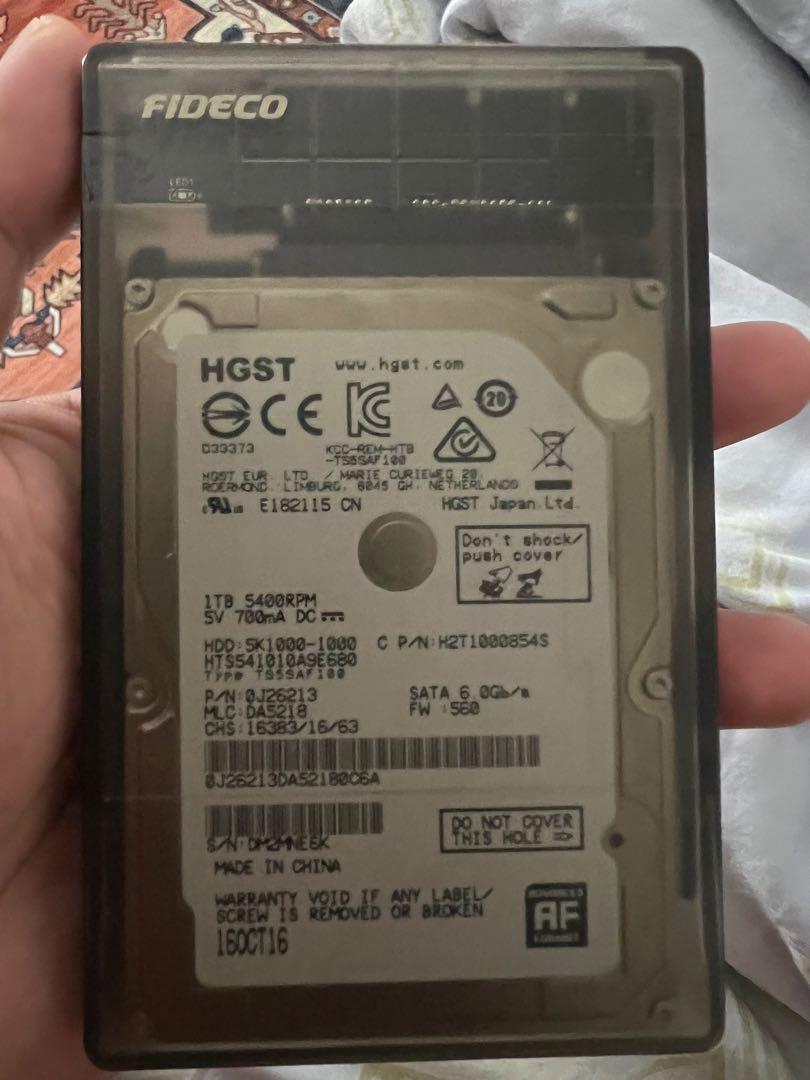 FIDECO
LED1
HGST www.hgst.com
20
D33373
KCC-REM-HTB
-TS5SAF100
HGST EUR. LTD. / MARIE CURIEWEG 20,
ROERMOND, LIMBURG, 6045 GH, NETHERLANDS
E182115 CN HGST Japan,Ltd.
Don't shock/
push cover
1TB 5400RPM
5V 700mA DC
HDD:5K1000-1000 C P/N:H2T1000854S
HTS541010A9E680
Type TS5SAF100
P/N:0J26213 SATA 6.0Gb/s
MLC:DA5218 FW :560
CHS:16383/16/63
0J26213DA52180C6A
DO NOT COVER
THIS HOLE
S/N:DM2MNE6K
MADE IN CHINA
WARRANTY VOID IF ANY LABEL/
SCREW IS REMOVED OR BROKEN
16OCT16
ADVANCED
AF
FORMAT